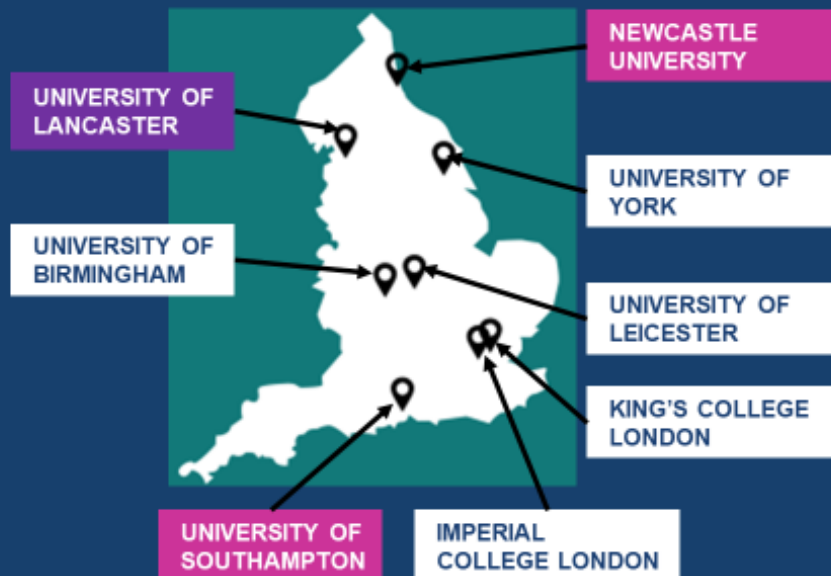 NEWCASTLE
UNIVERSITY
UNIVERSITY OF
LANCASTER
UNIVERSITY OF
YORK
UNIVERSITY OF
BIRMINGHAM
UNIVERSITY OF
LEICESTER
KING'S COLLEGE
LONDON
UNIVERSITY OF
SOUTHAMPTON
IMPERIAL
COLLEGE LONDON